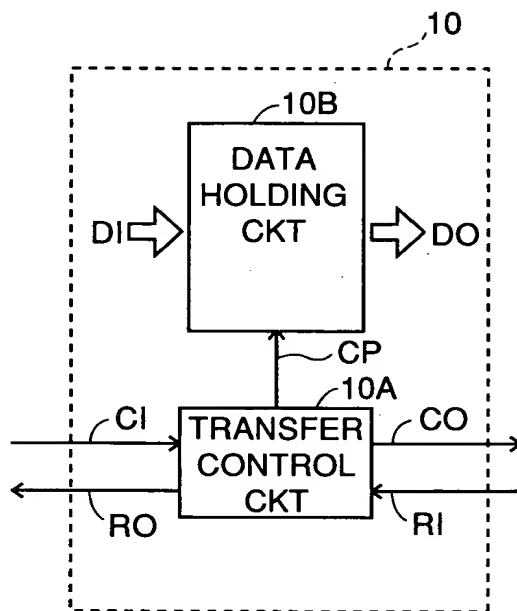 10
10B
DATA
HOLDING
CKT
DI
DO
CP
10A
CI
TRANSFER
CONTROL
CKT
CO
RO
RI